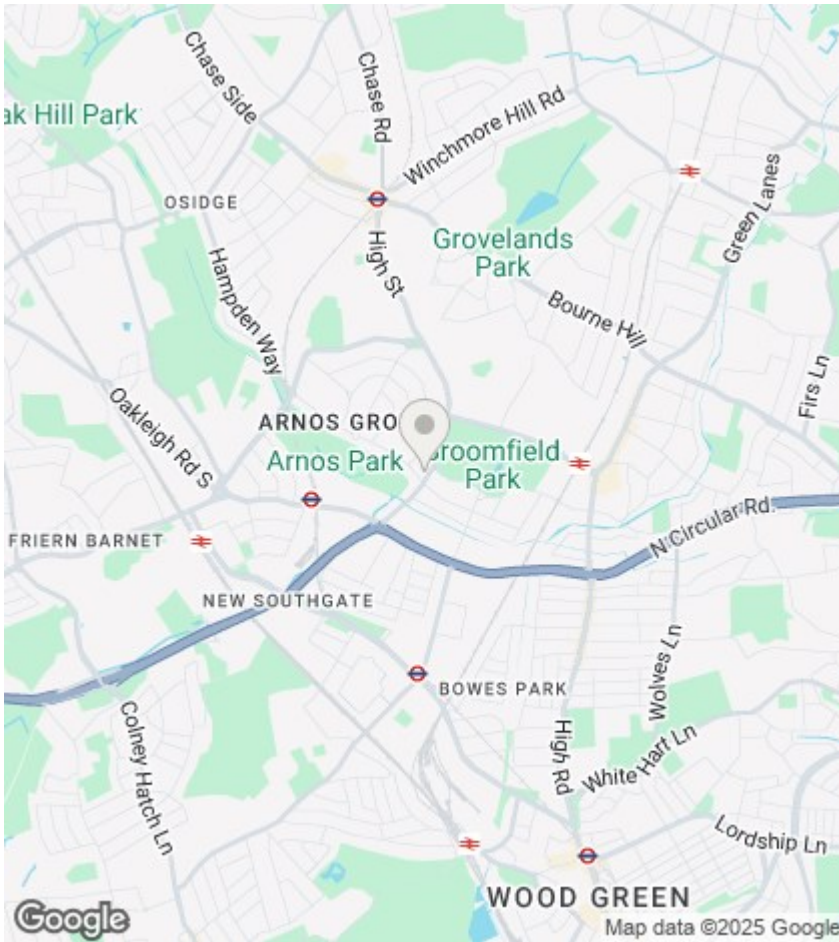 Chase Side
Chase Rd
Winchmore Hill Rd
ak Hill Park
OSIDGE
Green Lanes
High St
Grovelands
Park
Hampden Way
Bourne Hill
Firs Ln
Oakleigh Rd S
ARNOS GRO
Arnos Park
roomfield
Park
N Circular Rd
FRIERN BARNET
NEW SOUTHGATE
BOWES PARK
Wolves Ln
High Rd
White Hart Ln
Colney Hatch Ln
Lordship Ln
WOOD GREEN
Google
Map data ©2025 Google